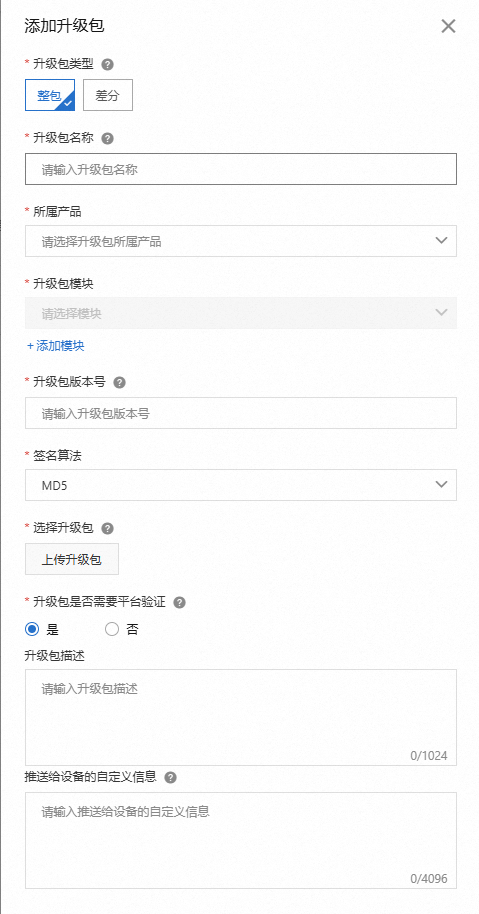 添加升级包
* 升级包类型
整包 差分
* 升级包名称
请输入升级包名称
* 所属产品
请选择升级包所属产品
* 升级包模块
请选择模块
+添加模块
* 升级包版本号
请输入升级包版本号
* 签名算法
MD5
* 选择升级包
上传升级包
* 升级包是否需要平台验证
是 否
升级包描述
请输入升级包描述
0/1024
推送给设备的自定义信息
请输入推送给设备的自定义信息
0/4096